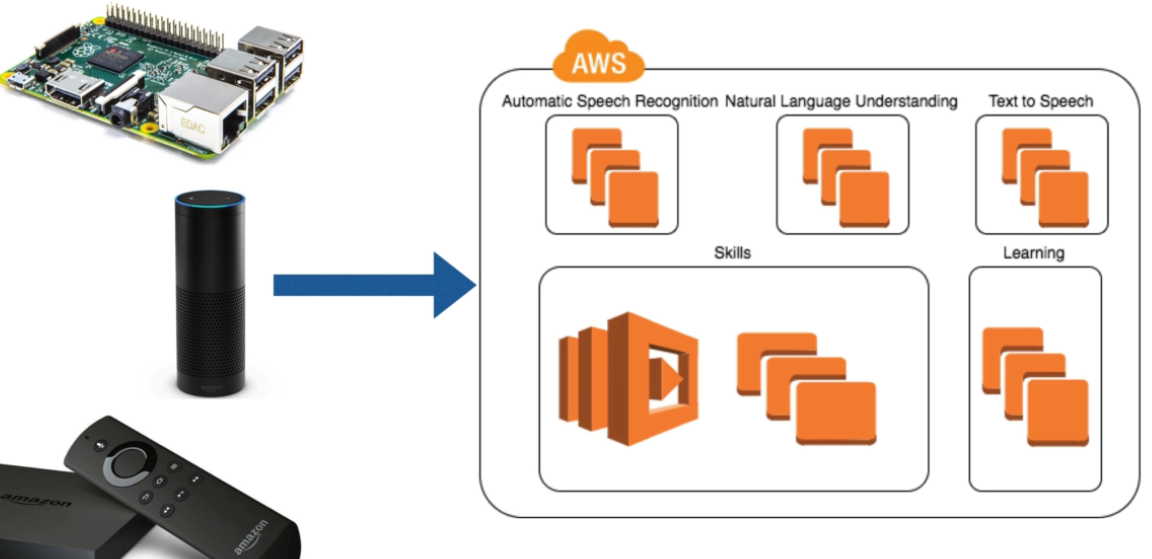 AWS
Automatic Speech Recognition Natural Language Understanding Text to Speech
EDAC
Skills Learning
amazon
amazon